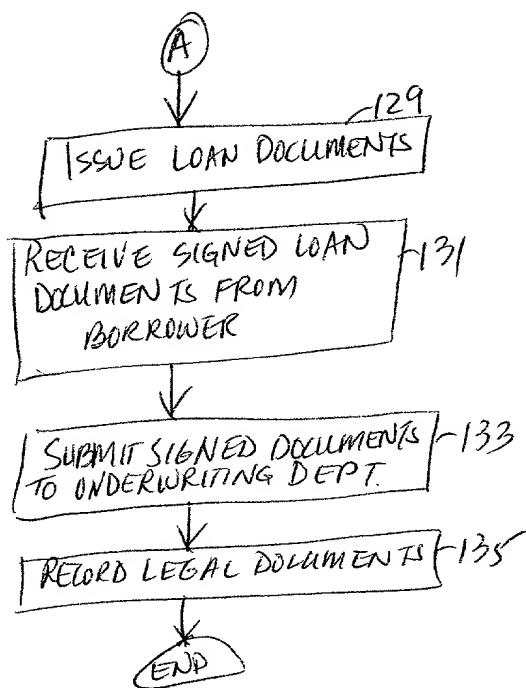 A
129
ISSUE LOAN DOCUMENTS
RECEIVE SIGNED LOAN
DOCUMENTS FROM
BORROWER
131
SUBMIT SIGNED DOCUMENTS
TO UNDERWRITING DEPT.
133
RECORD LEGAL DOCUMENTS
135
END